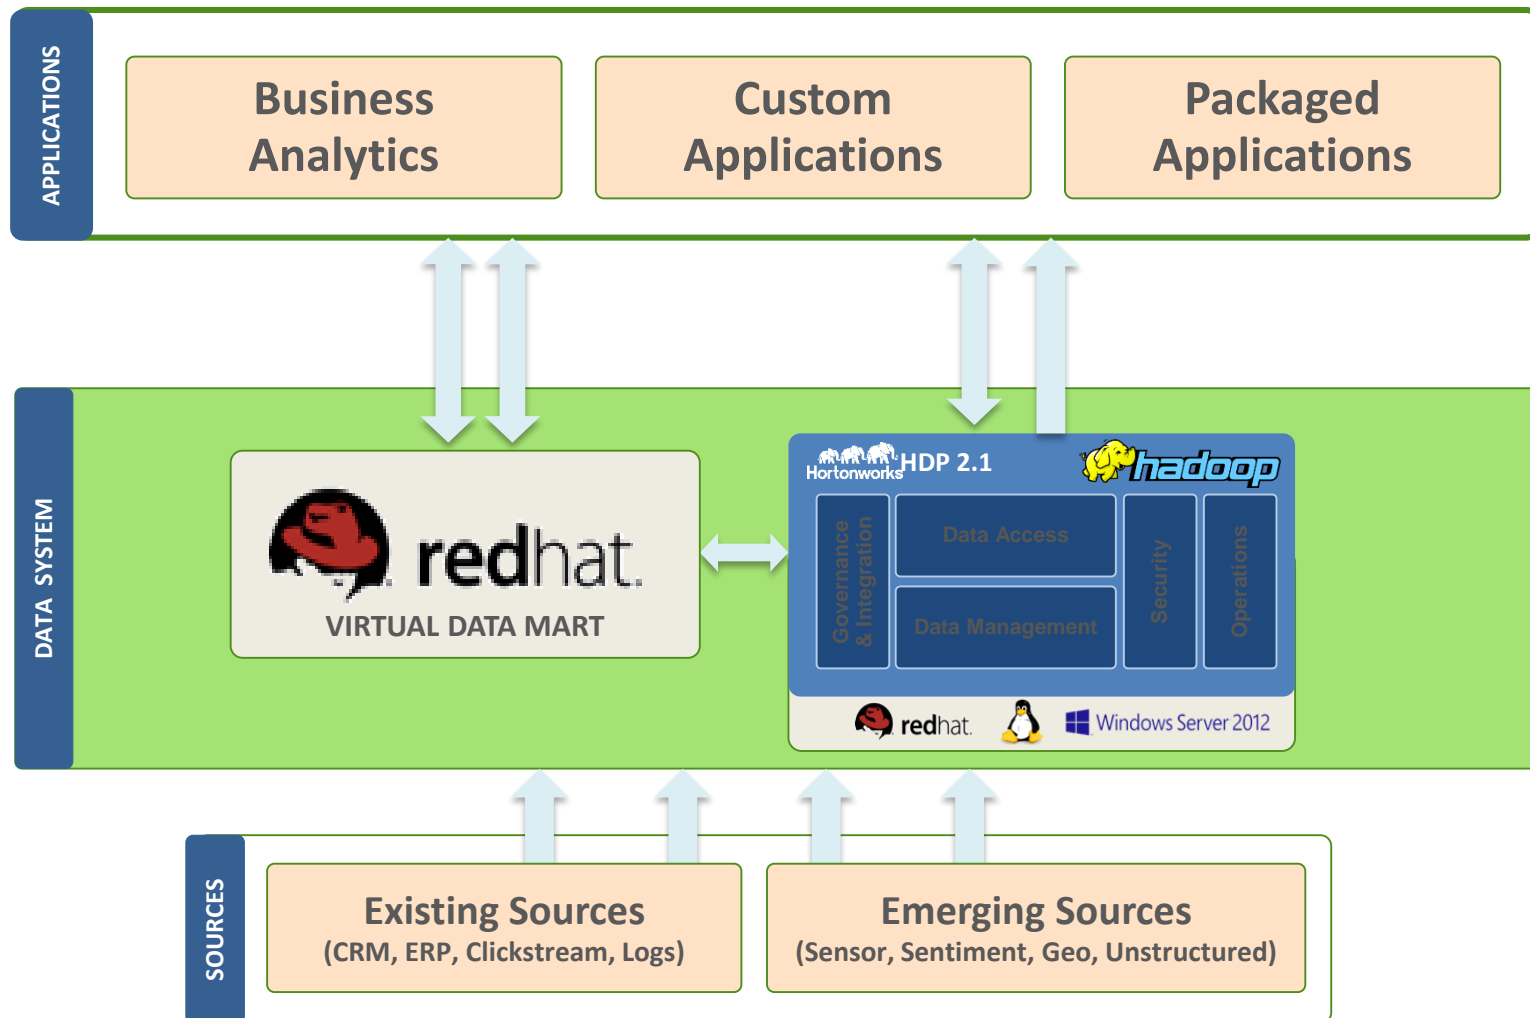 APPLICATIONS
Business
Analytics
Custom
Applications
Packaged
Applications
DATA SYSTEM
redhat.
VIRTUAL DATA MART
Hortonworks
HDP 2.1
hadoop
Governance
& Integration
Data Access
Data Management
Security
Operations
redhat.
Windows Server 2012
SOURCES
Existing Sources
(CRM, ERP, Clickstream, Logs)
Emerging Sources
(Sensor, Sentiment, Geo, Unstructured)